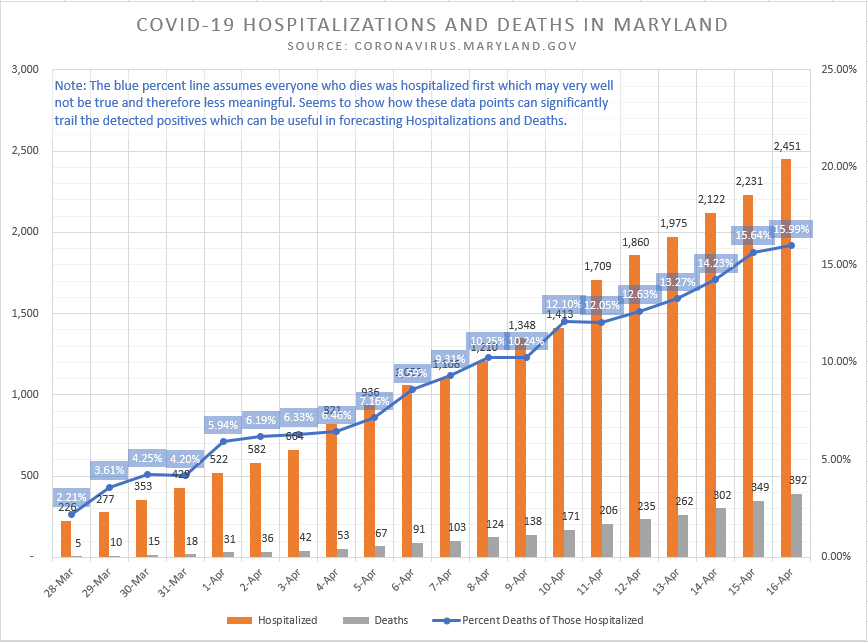 COVID-19 HOSPITALIZATIONS AND DEATHS IN MARYLAND
SOURCE: CORONAVIRUS.MARYLAND.GOV
Note: The blue percent line assumes everyone who dies was hospitalized first which may very well
not be true and therefore less meaningful. Seems to show how these data points can significantly
trail the detected positives which can be useful in forecasting Hospitalizations and Deaths.
3,000
2,500
2,000
1,500
1,000
500
-
25.00%
20.00%
15.00%
10.00%
5.00%
0.00%
226
277
353
429
522
582
664
821
936
1,106
1,210
1,348
1,413
1,709
1,860
1,975
2,122
2,231
2,451
2.21%
3.61%
4.25%
4.20%
5.94%
6.19%
6.33%
6.46%
7.16%
8.59%
9.31%
10.25%
10.24%
12.10%
12.05%
12.63%
13.27%
14.23%
15.64%
15.99%
5
10
15
18
31
36
42
53
67
91
103
124
138
171
206
235
262
302
349
392
28-Mar
29-Mar
30-Mar
31-Mar
1-Apr
2-Apr
3-Apr
4-Apr
5-Apr
6-Apr
7-Apr
8-Apr
9-Apr
10-Apr
11-Apr
12-Apr
13-Apr
14-Apr
15-Apr
16-Apr
Hospitalized
Deaths
Percent Deaths of Those Hospitalized